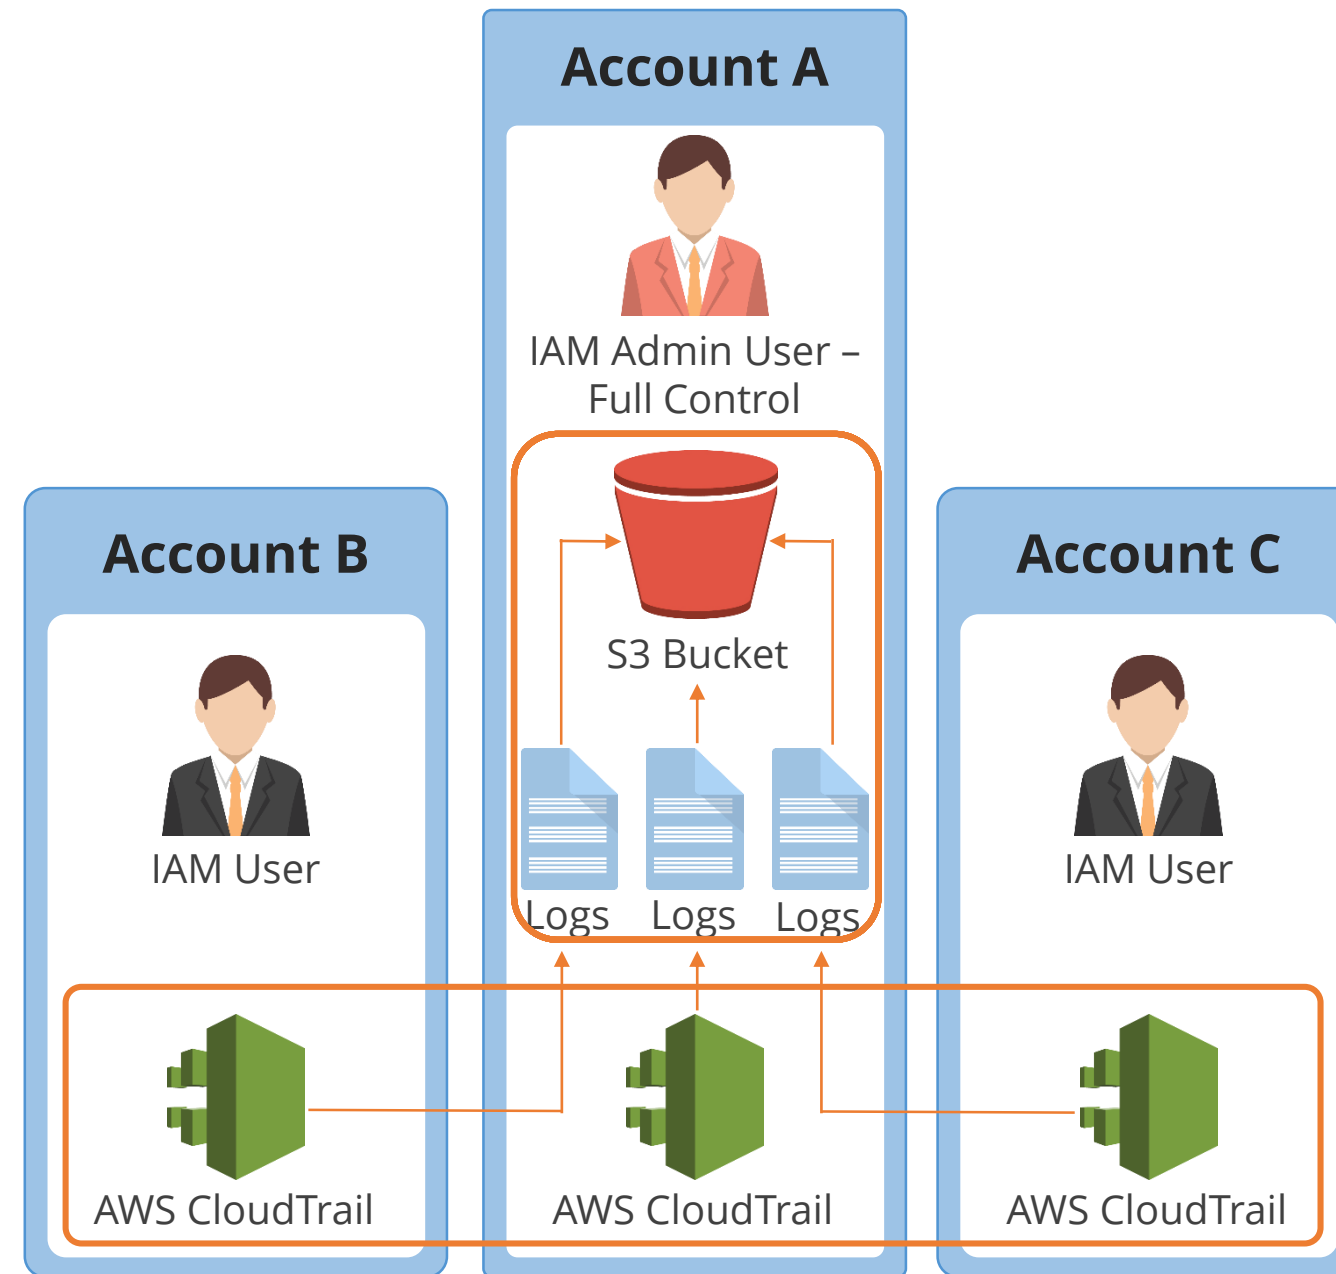 Account A
IAM Admin User –
Full Control
S3 Bucket
Logs
Logs
Logs
AWS CloudTrail
Account B
IAM User
AWS CloudTrail
Account C
IAM User
AWS CloudTrail